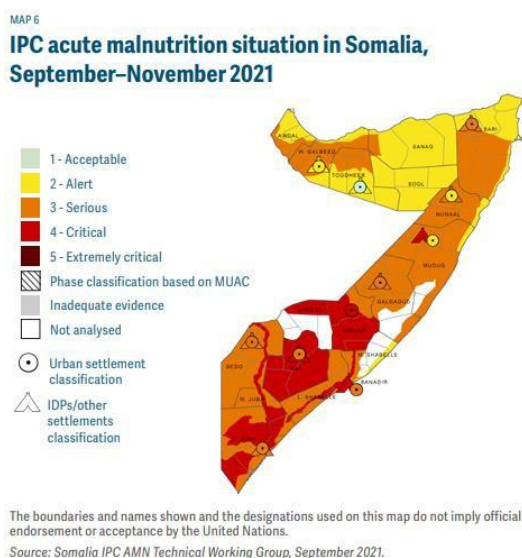 MAP 6
IPC acute malnutrition situation in Somalia,
September–November 2021
1 - Acceptable
2 - Alert
3 - Serious
4 - Critical
5 - Extremely critical
Phase classification based on MUAC
Inadequate evidence
Not analysed
Urban settlement
classification
IDPs/other
settlements
classification
AWDAL
W. GALBEED
TOGDHEER
SANAG
BARI
SOOL
NUGAAL
MUDUG
GALGADUD
M. SHABELLE
BANADIR
GEDO
BAY
M. JUBA
L. SHABELLE
The boundaries and names shown and the designations used on this map do not imply official
endorsement or acceptance by the United Nations.
Source: Somalia IPC AMN Technical Working Group, September 2021.